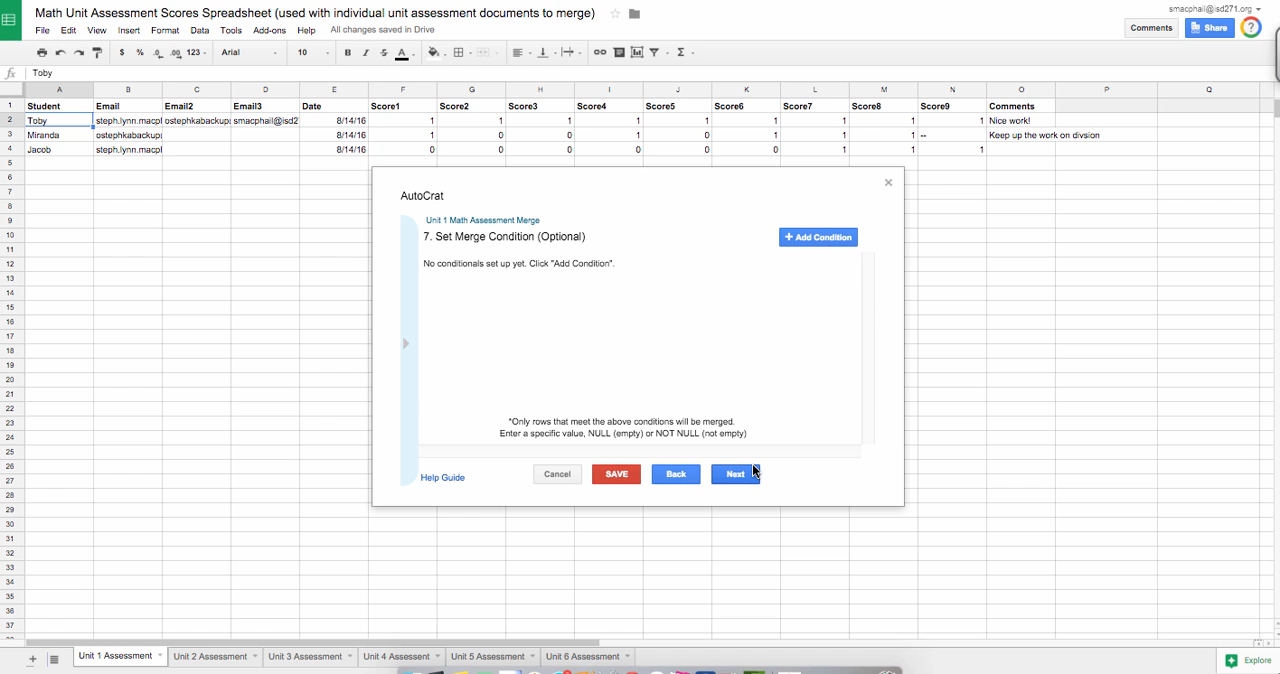 Math Unit Assessment Scores Spreadsheet (used with individual unit assessment documents to merge)
smacphail@isd271.org
File Edit View Insert Format Data Tools Add-ons Help All changes saved in Drive
Comments Share ?
$ % .0 .00 123 Arial 10 B I S A Σ
fx Toby
A B C D E F G H I J K L M N O P Q
1 Student Email Email2 Email3 Date Score1 Score2 Score3 Score4 Score5 Score6 Score7 Score8 Score9 Comments
2 Toby steph.lynn.macpl ostephkabackup smacphail@isd2 8/14/16 1 1 1 1 1 1 1 1 1 Nice work!
3 Miranda ostephkabackup 8/14/16 1 0 0 1 0 1 1 1 -- Keep up the work on divsion
4 Jacob steph.lynn.macpl 8/14/16 0 0 0 0 0 0 1 1 1
5
6
7
8
9
10
11
12
13
14
15
16
17
18
19
20
21
22
23
24
25
26
27
28
29
30
31
32
33
34
35
36
37
AutoCrat
Unit 1 Math Assessment Merge
7. Set Merge Condition (Optional)
+ Add Condition
No conditionals set up yet. Click "Add Condition".
*Only rows that meet the above conditions will be merged.
Enter a specific value, NULL (empty) or NOT NULL (not empty)
Help Guide Cancel SAVE Back Next
Unit 1 Assessment Unit 2 Assessment Unit 3 Assessment Unit 4 Assessent Unit 5 Assessment Unit 6 Assessment
Explore